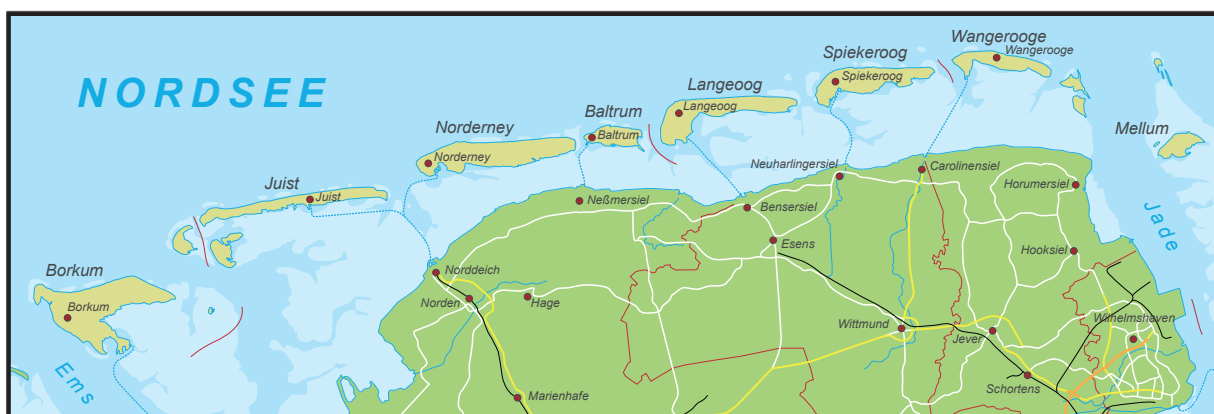 Wangerooge
Wangerooge
Spiekeroog
Spiekeroog
NORDSEE
Langeoog
Langeoog
Baltrum
Baltrum
Norderney
Norderney
Mellum
Neuharlingersiel
Carolinensiel
Juist
Juist
Horumersiel
Neßmersiel
Bensersiel
Jade
Esens
Hooksiel
Borkum
Borkum
Norddeich
Norden
Hage
Wittmund
Jever
Wilhelmshaven
Ems
Schortens
Marienhafe